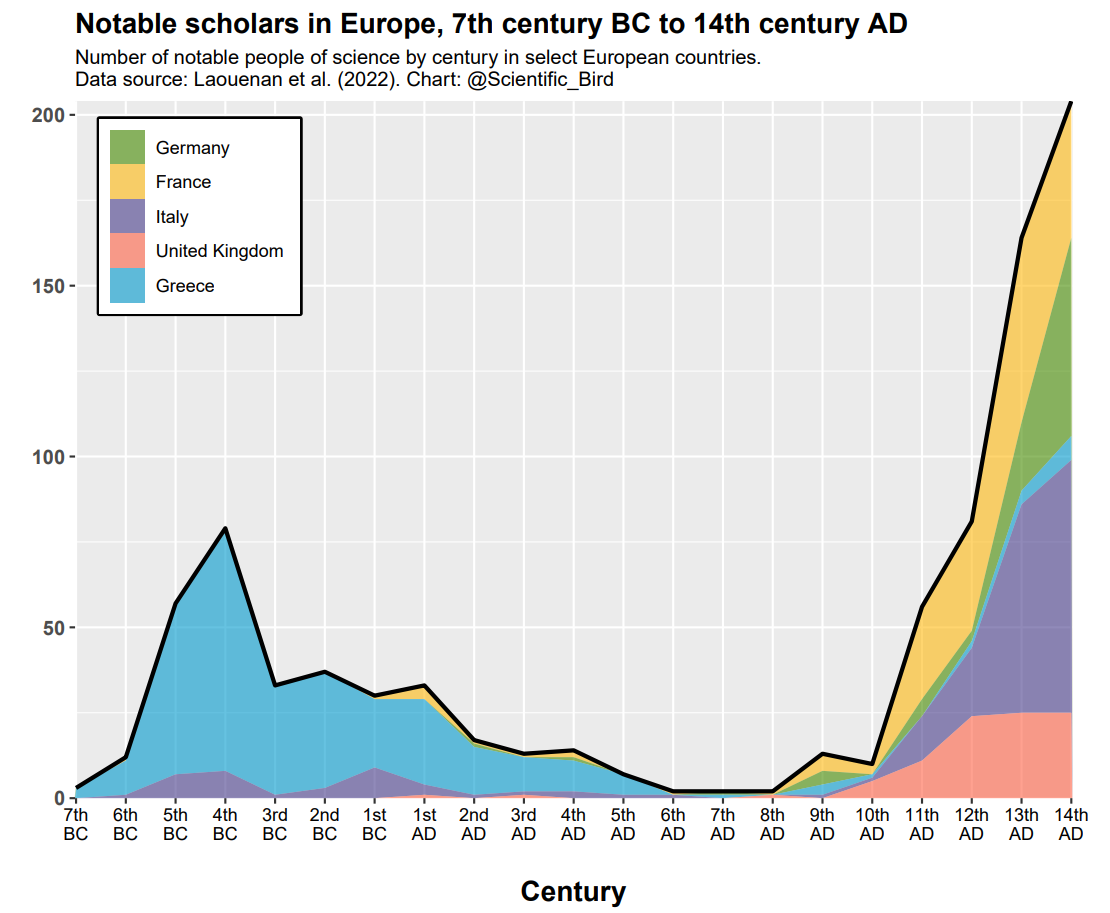 Notable scholars in Europe, 7th century BC to 14th century AD
Number of notable people of science by century in select European countries.
Data source: Laouenan et al. (2022). Chart: @Scientific_Bird
200
150
100
50
0
Germany
France
Italy
United Kingdom
Greece
7th 6th 5th 4th 3rd 2nd 1st 1st 2nd 3rd 4th 5th 6th 7th 8th 9th 10th 11th 12th 13th 14th
BC BC BC BC BC BC BC AD AD AD AD AD AD AD AD AD AD AD AD AD AD
Century